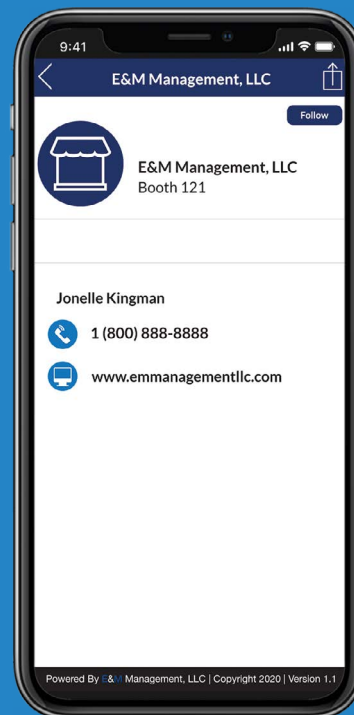 9:41
E&M Management, LLC
Follow
E&M Management, LLC
Booth 121
Jonelle Kingman
1 (800) 888-8888
www.emmanagementllc.com
Powered By E&M Management, LLC | Copyright 2020 | Version 1.1